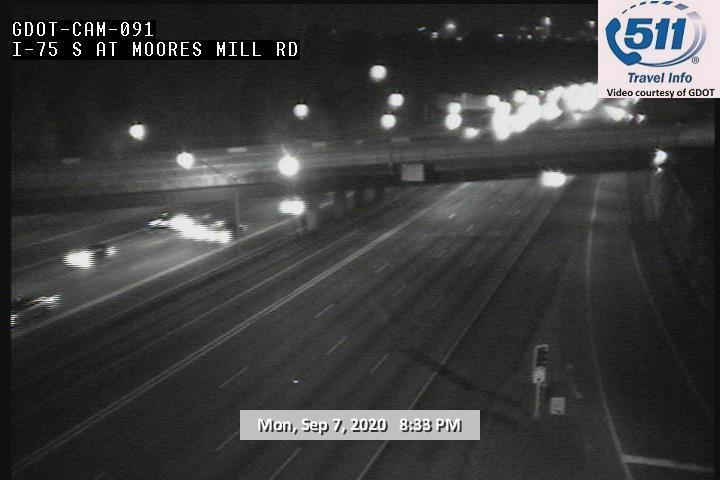 GDOT-CAM-091
I-75 S AT MOORES MILL RD
511
®
Travel Info
Video courtesy of GDOT
Mon, Sep 7, 2020 8:33 PM